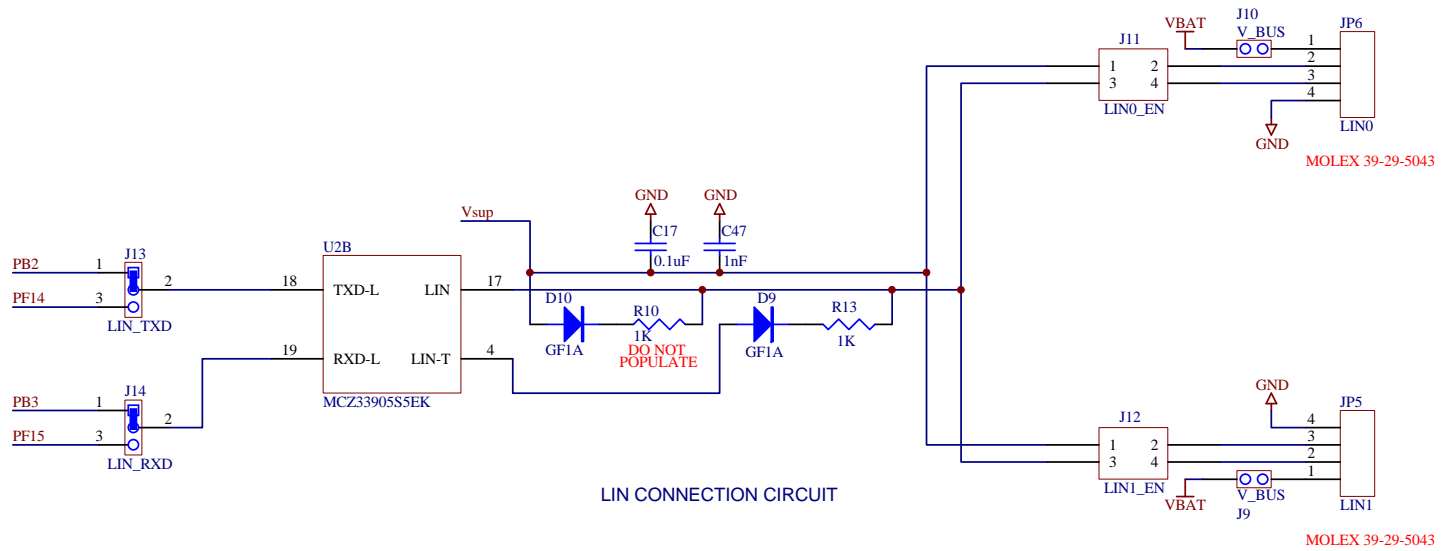 J10
JP6
VBAT
V_BUS
1
J11
1 2
2
3 4
3
4
LIN0_EN
LIN0
GND
MOLEX 39-29-5043
GND GND
Vsup
C17 C47
0.1uF 1nF
U2B
J13
PB2 1
2
18 TXD-L LIN 17
PF14 3
LIN_TXD
D10 R10 D9 R13
1K 1K
GF1A DO NOT GF1A
POPULATE
19 RXD-L LIN-T 4
MCZ33905S5EK
J14
PB3 1
2
PF15 3
LIN_RXD
GND
JP5
J12
4
1 2
3
3 4
2
1
LIN1_EN
V_BUS
VBAT
J9
LIN1
LIN CONNECTION CIRCUIT
MOLEX 39-29-5043